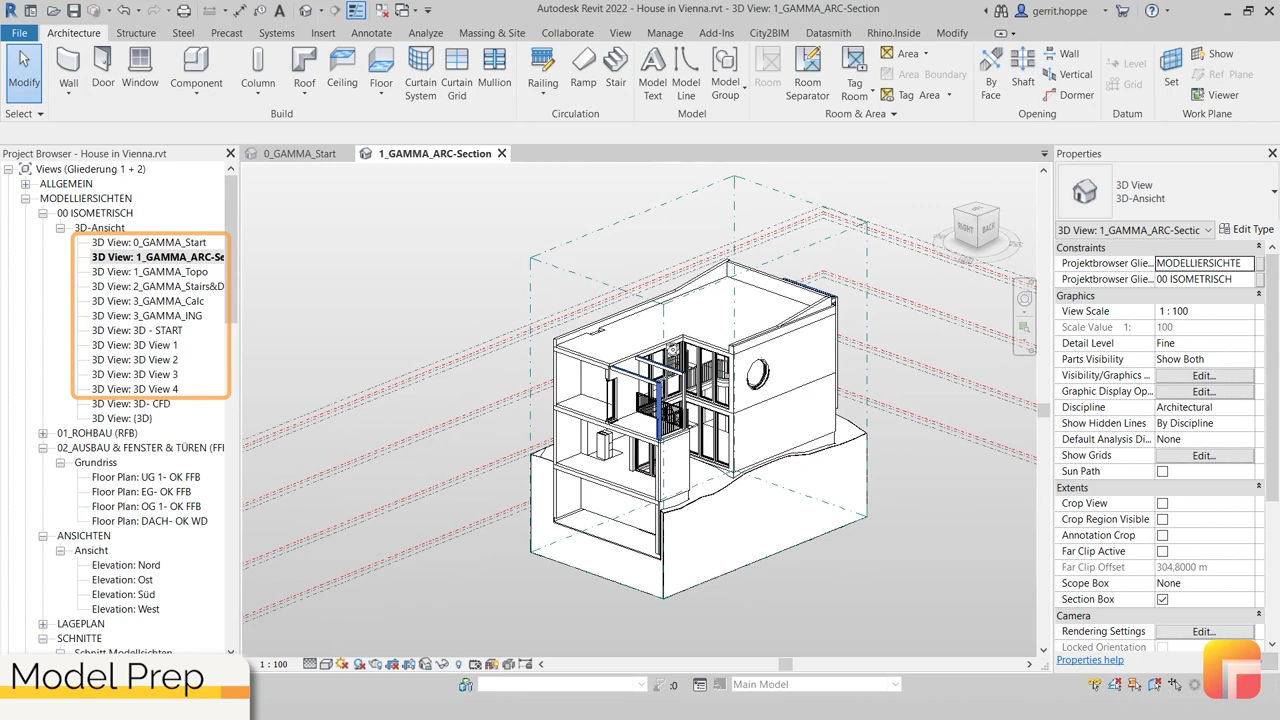 Autodesk Revit 2022 - House in Vienna.rvt - 3D View: 1_GAMMA_ARC-Section
gerrit.hoppe
File Architecture Structure Steel Precast Systems Insert Annotate Analyze Massing & Site Collaborate View Manage Add-Ins City2BIM Datasmith Rhino.Inside Modify
Modify Wall Door Window Component Column Roof Ceiling Floor Curtain System Curtain Grid Mullion Railing Ramp Stair Model Text Model Line Model Group Room Room Separator Tag Room
Area
Area Boundary
Tag Area
By Face Shaft
Wall
Vertical
Dormer
Level
Grid
Set
Show
Ref Plane
Viewer
Select Build Circulation Model Room & Area Opening Datum Work Plane
Project Browser - House in Vienna.rvt
Views (Gliederung 1 + 2)
ALLGEMEIN
MODELLIERSICHTEN
00 ISOMETRISCH
3D-Ansicht
3D View: 0_GAMMA_Start
3D View: 1_GAMMA_ARC-Se
3D View: 1_GAMMA_Topo
3D View: 2_GAMMA_Stairs&D
3D View: 3_GAMMA_Calc
3D View: 3_GAMMA_ING
3D View: 3D - START
3D View: 3D View 1
3D View: 3D View 2
3D View: 3D View 3
3D View: 3D View 4
3D View: 3D- CFD
3D View: {3D}
01_ROHBAU (RFB)
02_AUSBAU & FENSTER & TÜREN (FF
Grundriss
Floor Plan: UG 1- OK FFB
Floor Plan: EG- OK FFB
Floor Plan: OG 1- OK FFB
Floor Plan: DACH- OK WD
ANSICHTEN
Ansicht
Elevation: Nord
Elevation: Ost
Elevation: Süd
Elevation: West
LAGEPLAN
SCHNITTE
Schnitt Modellsichten
Model Prep
0_GAMMA_Start
1_GAMMA_ARC-Section
RIGHT BACK
1 : 100
:0
Main Model
Properties
3D View
3D-Ansicht
3D View: 1_GAMMA_ARC-Sectic Edit Type
Constraints
Projektbrowser Glie... MODELLIERSICHTE
Projektbrowser Glie... 00 ISOMETRISCH
Graphics
View Scale 1 : 100
Scale Value 1: 100
Detail Level Fine
Parts Visibility Show Both
Visibility/Graphics ... Edit...
Graphic Display Op... Edit...
Discipline Architectural
Show Hidden Lines By Discipline
Default Analysis Di... None
Show Grids Edit...
Sun Path
Extents
Crop View
Crop Region Visible
Annotation Crop
Far Clip Active
Far Clip Offset 304,8000 m
Scope Box None
Section Box
Camera
Rendering Settings Edit...
Locked Orientation
Properties help